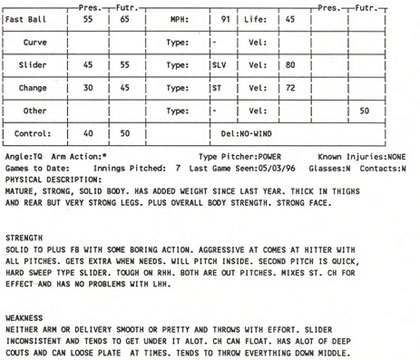 Pres. Futr. Pres. Futr.
Fast Ball 55 65 MPH: 91 Life: 45
Curve Type: - Vel:
Slider 45 55 Type: SLV Vel: 80
Change 30 45 Type: ST Vel: 72
Other Type: - Vel: 50
Control: 40 50 Del:NO-WIND
Angle:TQ Arm Action:* Type Pitcher:POWER Known Injuries:NONE
Games to Date: Innings Pitched: 7 Last Game Seen:05/03/96 Glasses:N Contacts:N
PHYSICAL DESCRIPTION:
MATURE, STRONG, SOLID BODY. HAS ADDED WEIGHT SINCE LAST YEAR. THICK IN THIGHS
AND REAR BUT VERY STRONG LEGS. PLUS OVERALL BODY STRENGTH. STRONG FACE.
STRENGTH
SOLID TO PLUS FB WITH SOME BORING ACTION. AGGRESSIVE AT COMES AT HITTER WITH
ALL PITCHES. GETS EXTRA WHEN NEEDS. WILL PITCH INSIDE. SECOND PITCH IS QUICK,
HARD SWEEP TYPE SLIDER. TOUGH ON RHH. BOTH ARE OUT PITCHES. MIXES ST. CH FOR
EFFECT AND HAS NO PROBLEMS WITH LHH.
WEAKNESS
NEITHER ARM OR DELIVERY SMOOTH OR PRETTY AND THROWS WITH EFFORT. SLIDER
INCONSISTENT AND TENDS TO GET UNDER IT ALOT. CH CAN FLOAT. HAS ALOT OF DEEP
COUTS AND CAN LOOSE PLATE AT TIMES. TENDS TO THROW EVERYTHING DOWN MIDDLE.